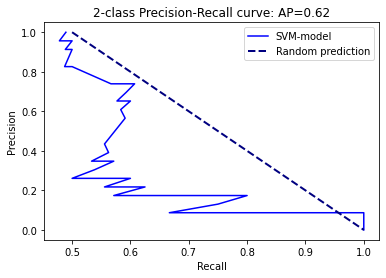 2-class Precision-Recall curve: AP=0.62
SVM-model
Random prediction
Precision
1.0
0.8
0.6
0.4
0.2
0.0
0.5
0.6
0.7
0.8
0.9
1.0
Recall